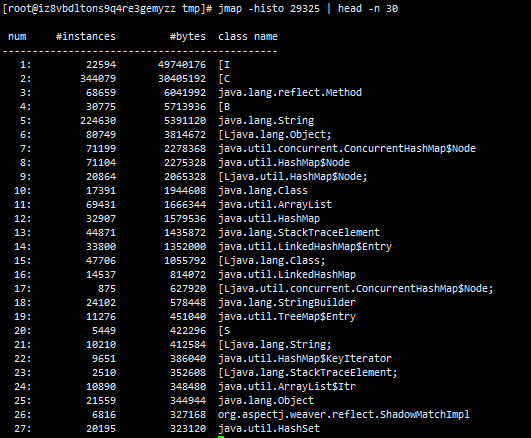 [root@iz8vbdltons9q4re3gemyzz tmp]# jmap -histo 29325 | head -n 30
num #instances #bytes class name
----------------------------------------------
1: 22594 49740176 [I
2: 344079 30405192 [C
3: 68659 6041992 java.lang.reflect.Method
4: 30775 5713936 [B
5: 224630 5391120 java.lang.String
6: 80749 3814672 [Ljava.lang.Object;
7: 71199 2278368 java.util.concurrent.ConcurrentHashMap$Node
8: 71104 2275328 java.util.HashMap$Node
9: 20864 2065328 [Ljava.util.HashMap$Node;
10: 17391 1944608 java.lang.Class
11: 69431 1666344 java.util.ArrayList
12: 32907 1579536 java.util.HashMap
13: 44871 1435872 java.lang.StackTraceElement
14: 33800 1352000 java.util.LinkedHashMap$Entry
15: 47706 1055792 [Ljava.lang.Class;
16: 14537 814072 java.util.LinkedHashMap
17: 875 627920 [Ljava.util.concurrent.ConcurrentHashMap$Node;
18: 24102 578448 java.lang.StringBuilder
19: 11276 451040 java.util.TreeMap$Entry
20: 5449 422296 [S
21: 10210 412584 [Ljava.lang.String;
22: 9651 386040 java.util.HashMap$KeyIterator
23: 2510 352608 [Ljava.lang.StackTraceElement;
24: 10890 348480 java.util.ArrayList$Itr
25: 21559 344944 java.lang.Object
26: 6816 327168 org.aspectj.weaver.reflect.ShadowMatchImpl
27: 20195 323120 java.util.HashSet